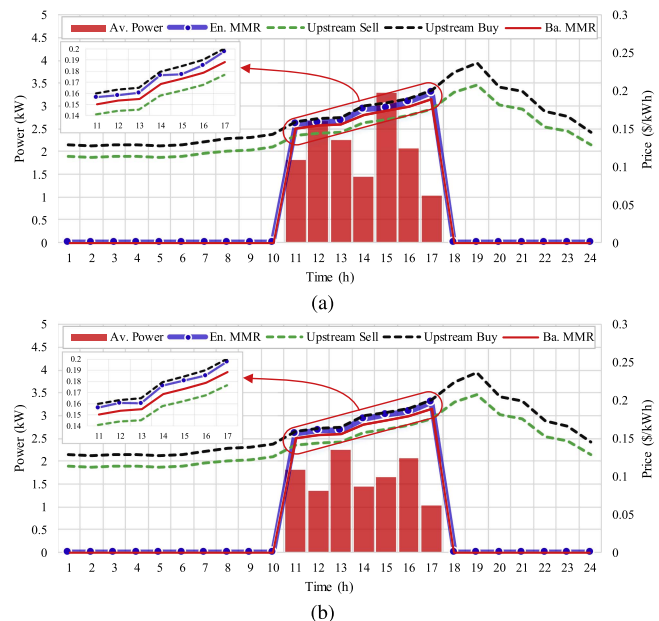 5 Av. Power En. MMR Upstream Sell Upstream Buy Ba. MMR 0.3
4.5
4 0.25
3.5
3 0.2
2.5 0.15
2
1.5 0.1
1 0.05
0.5
0 0
Power (kW)
Price ($/kWh)
0.2
0.19
0.18
0.17
0.16
0.15
0.14
11 12 13 14 15 16 17
1 2 3 4 5 6 7 8 9 10 11 12 13 14 15 16 17 18 19 20 21 22 23 24
Time (h)
(a)
5 Av. Power En. MMR Upstream Sell Upstream Buy Ba. MMR 0.3
4.5
4 0.25
3.5
3 0.2
2.5 0.15
2
1.5 0.1
1 0.05
0.5
0 0
Power (kW)
Price ($/kWh)
0.2
0.19
0.18
0.17
0.16
0.15
0.14
11 12 13 14 15 16 17
1 2 3 4 5 6 7 8 9 10 11 12 13 14 15 16 17 18 19 20 21 22 23 24
Time (h)
(b)